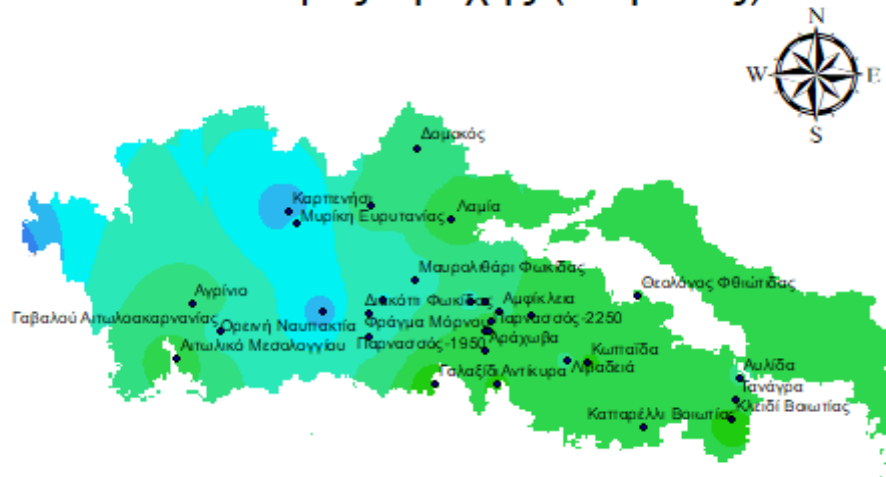 N
W E
S
Δομοκός
Καρπενήσι
Μυρίκη Ευρυτανίας
Λαμία
Μαυρολιθάρι Φωκίδας
Θεολόγος Φθιώτιδας
Αγρίνιο
Διακόπι Φωκίδας
Αμφίκλεια
Γαβαλού Αιτωλοακαρνανίας
Ορεινή Ναυπακτία
Φράγμα Μόρνου
Παρνασσός-2250
Αιτωλικό Μεσολογγίου
Παρνασσός-1950
Αράχωβα
Κωπαΐδα
Γαλαξίδι
Αντίκυρα
Λιβαδειά
Αυλίδα
Τανάγρα
Καπαρέλλι Βοιωτίας
Κλειδί Βοιωτίας